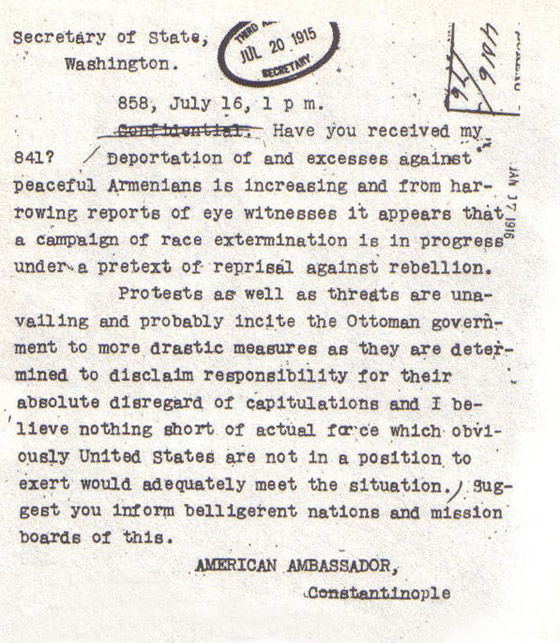 Secretary of State,
Washington.
THIRD
JUL 20 1915
SECRETARY
858, July 16, 1 p m.
Confidential. Have you received my
841? Deportation of and excesses against
peaceful Armenians is increasing and from har-
rowing reports of eye witnesses it appears that
a campaign of race extermination is in progress
under a pretext of reprisal against rebellion.
Protests as well as threats are una-
vailing and probably incite the Ottoman govern-
ment to more drastic measures as they are deter-
mined to disclaim responsibility for their
absolute disregard of capitulations and I be-
lieve nothing short of actual force which obvi-
ously United States are not in a position to
exert would adequately meet the situation. Sug-
gest you inform belligerent nations and mission
boards of this.
AMERICAN AMBASSADOR,
Constantinople
76
JAN 17 1916